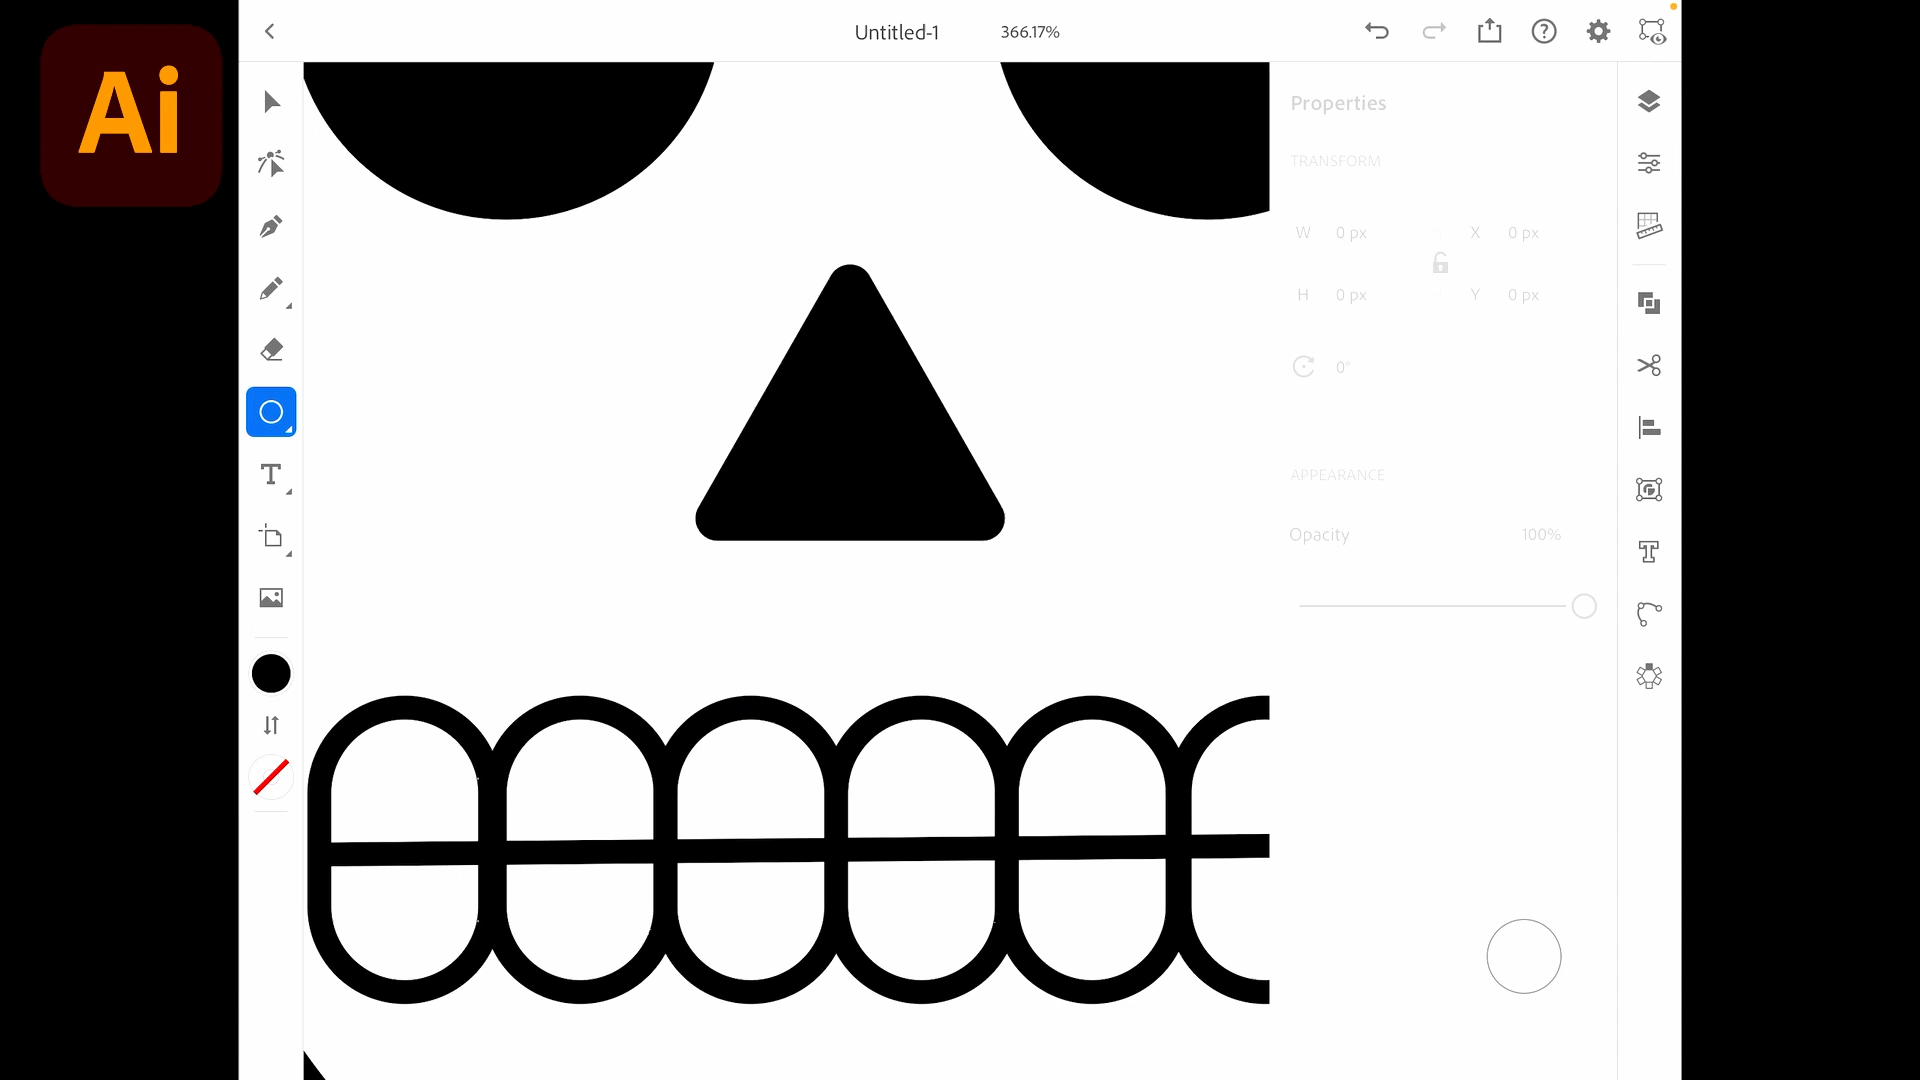 Ai
Untitled-1 366.17%
Properties
TRANSFORM
W 0 px X 0 px
H 0 px Y 0 px
0°
APPEARANCE
Opacity 100%